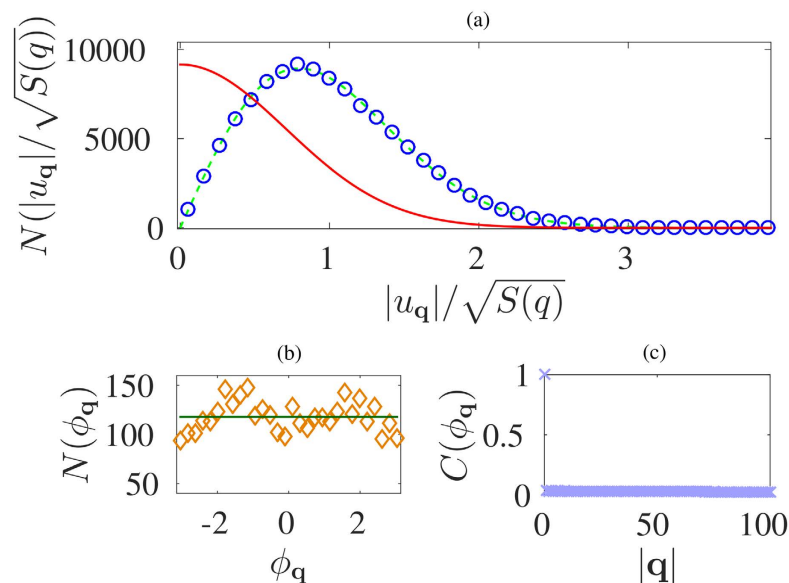 (a)
N(|u_q|/√S(q))
10000
5000
0
0 1 2 3
|u_q|/√S(q)
(b)
N(ϕ_q)
150
100
50
-2 0 2
ϕ_q
(c)
C(ϕ_q)
1
0.5
0
0 50 100
|q|